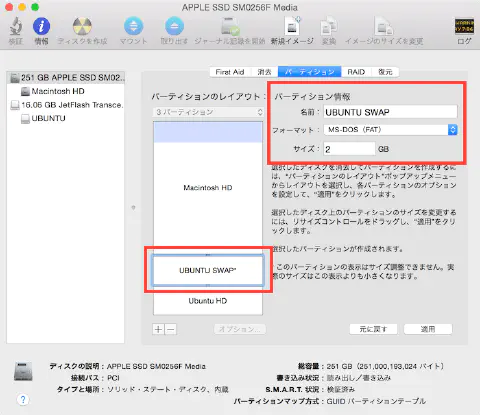 APPLE SSD SM0256F Media
検証 情報 ディスクを作成 マウント 取り出す ジャーナル記録を開始 新規イメージ 変換 イメージのサイズを変更 ログ
251 GB APPLE SSD SM02...
Macintosh HD
16.06 GB JetFlash Transce...
UBUNTU
First Aid 消去 パーティション RAID 復元
パーティションのレイアウト：
3 パーティション
Macintosh HD
UBUNTU SWAP*
Ubuntu HD
オプション...
パーティション情報
名前： UBUNTU SWAP
フォーマット： MS-DOS（FAT）
サイズ： 2 GB
選択したディスクを消去してパーティションを作成するに
は、"パーティションのレイアウト"ポップアップメニュー
からレイアウトを選択し、各パーティションのオプション
を設定して、"適用"をクリックします。
選択したディスク上のパーティションのサイズを変更する
には、リサイズコントロールをドラッグし、"適用"をクリ
ックします。
選択したパーティションが作成されます。
このパーティションの表示はサイズ調整できません。実
際のサイズはこの表示よりも小さくなります。
元に戻す 適用
ディスクの説明：APPLE SSD SM0256F Media
接続バス：PCI
タイプと場所：ソリッド・ステート・ディスク、内蔵
総容量：251 GB（251,000,193,024 バイト）
書き込み状況：読み出し／書き込み
S.M.A.R.T. 状況：検証済み
パーティションマップ方式：GUID パーティションテーブル